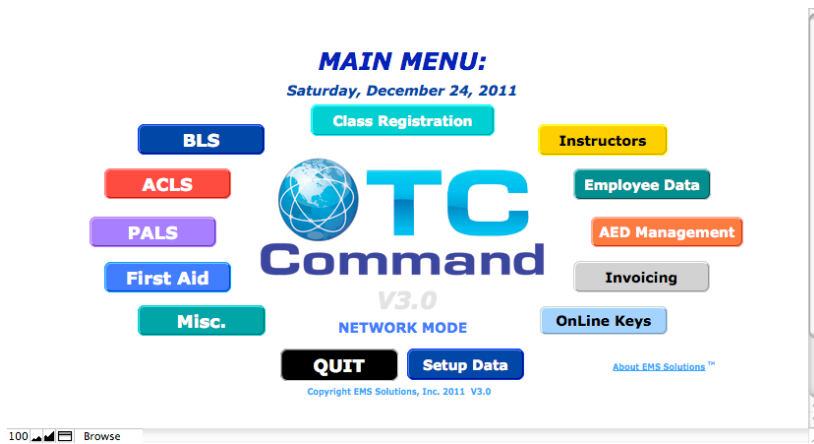 MAIN MENU:
Saturday, December 24, 2011
Class Registration
BLS
Instructors
ACLS
Employee Data
PALS
AED Management
First Aid
Invoicing
Misc.
OnLine Keys
TC
Command
V3.0
NETWORK MODE
QUIT
Setup Data
About EMS Solutions ™
Copyright EMS Solutions, Inc. 2011 V3.0
100
Browse